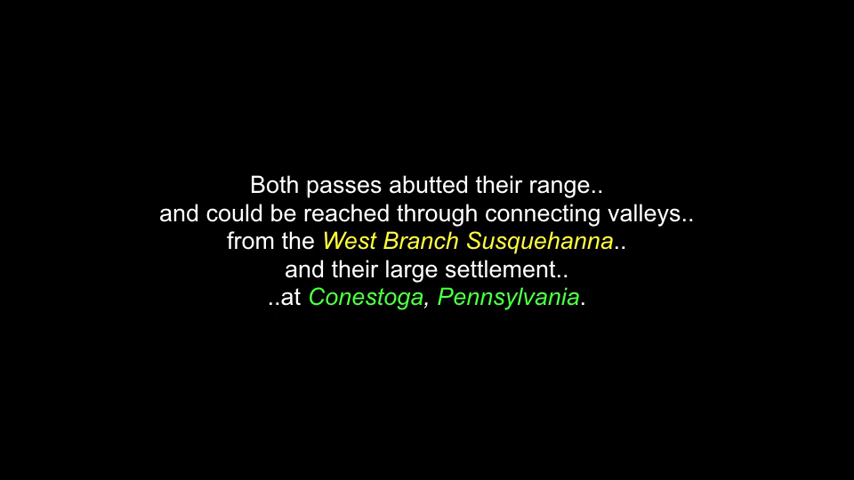 Both passes abutted their range..
and could be reached through connecting valleys..
from the West Branch Susquehanna..
and their large settlement..
..at Conestoga, Pennsylvania.